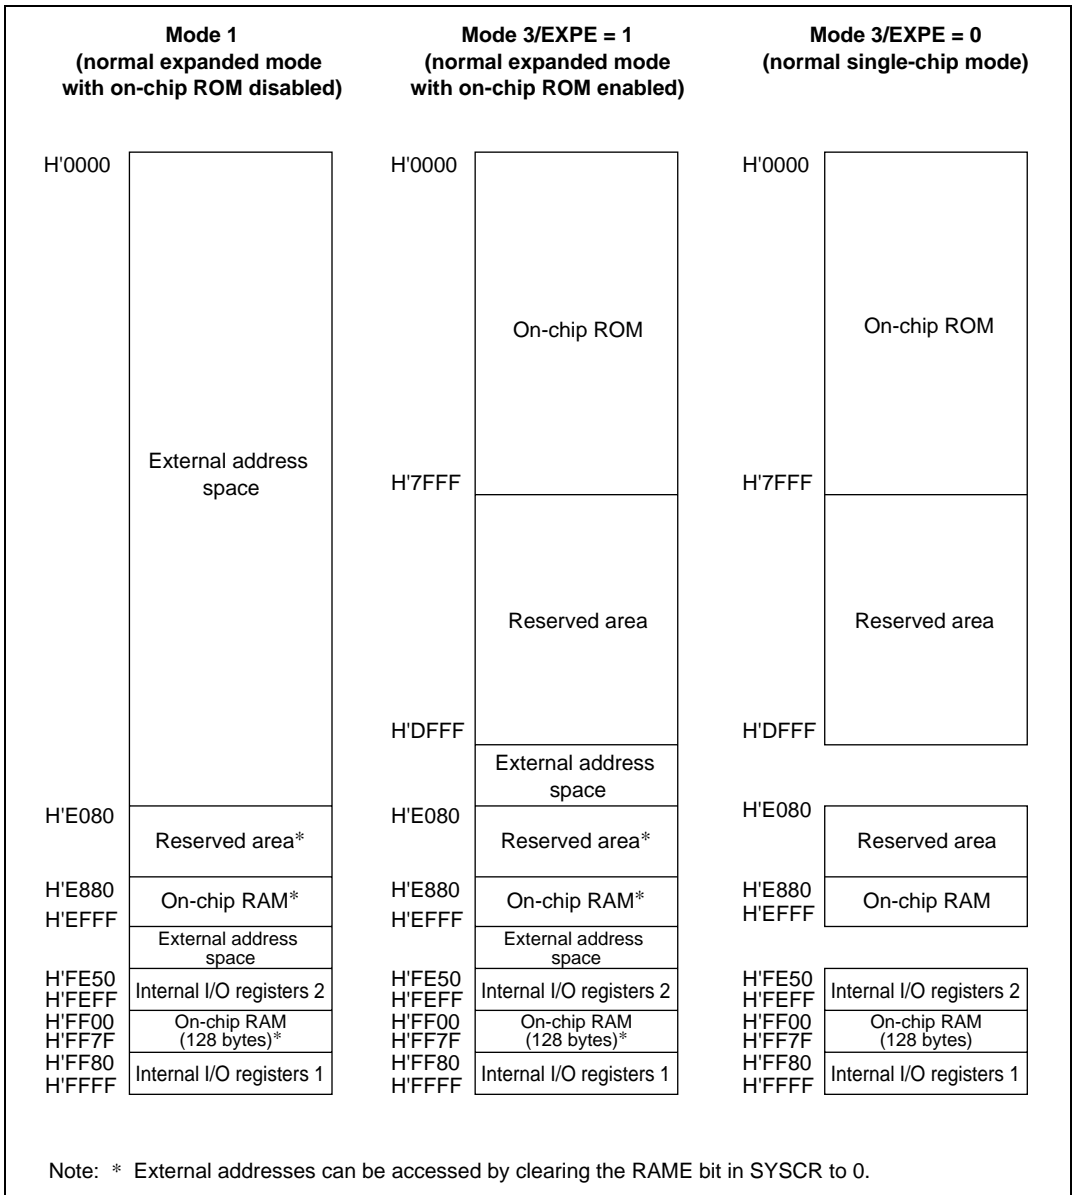 Mode 1
(normal expanded mode
with on-chip ROM disabled)
H'0000
External address
space
H'E080
Reserved area*
H'E880
On-chip RAM*
H'EFFF
External address
space
H'FE50
Internal I/O registers 2
H'FEFF
H'FF00
On-chip RAM
(128 bytes)*
H'FF7F
H'FF80
Internal I/O registers 1
H'FFFF
Mode 3/EXPE = 1
(normal expanded mode
with on-chip ROM enabled)
H'0000
On-chip ROM
H'7FFF
Reserved area
H'DFFF
External address
space
H'E080
Reserved area*
H'E880
On-chip RAM*
H'EFFF
External address
space
H'FE50
Internal I/O registers 2
H'FEFF
H'FF00
On-chip RAM
(128 bytes)*
H'FF7F
H'FF80
Internal I/O registers 1
H'FFFF
Mode 3/EXPE = 0
(normal single-chip mode)
H'0000
On-chip ROM
H'7FFF
Reserved area
H'DFFF
H'E080
Reserved area
H'E880
On-chip RAM
H'EFFF
H'FE50
Internal I/O registers 2
H'FEFF
H'FF00
On-chip RAM
(128 bytes)
H'FF7F
H'FF80
Internal I/O registers 1
H'FFFF
Note: * External addresses can be accessed by clearing the RAME bit in SYSCR to 0.